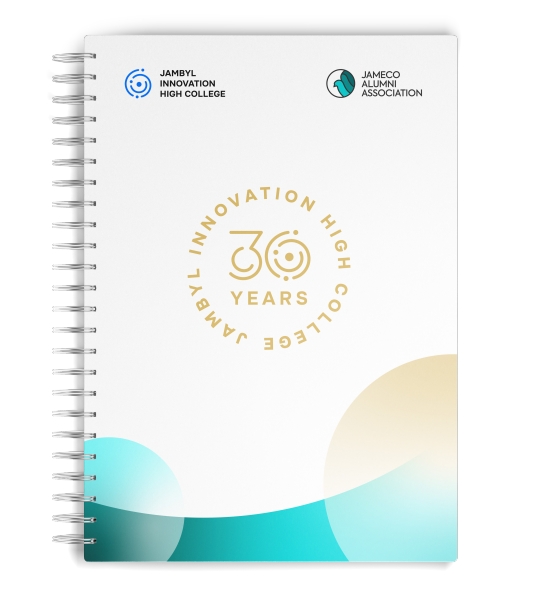 JAMBYL
INNOVATION
HIGH COLLEGE
JAMECO
ALUMNI
ASSOCIATION
JAMBYL INNOVATION HIGH COLLEGE
30
YEARS